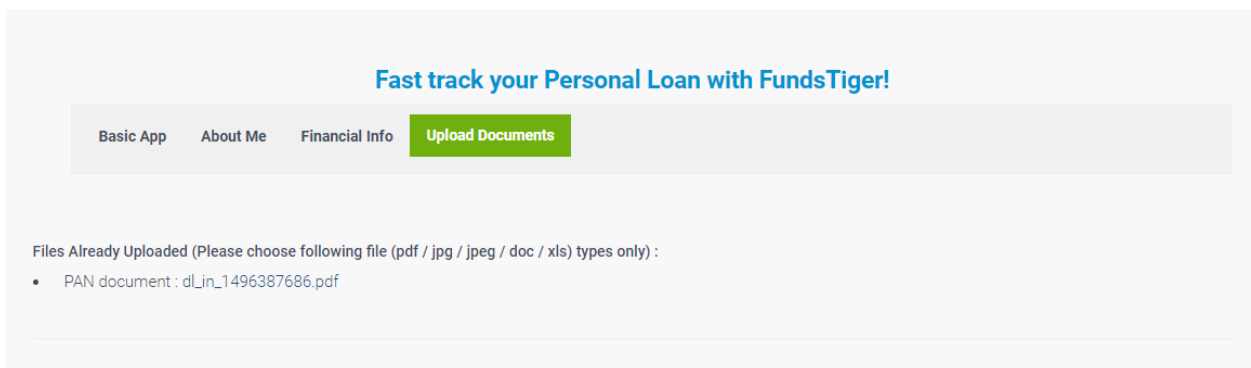 Fast track your Personal Loan with FundsTiger!
Basic App About Me Financial Info Upload Documents
Files Already Uploaded (Please choose following file (pdf / jpg / jpeg / doc / xls) types only) :
• PAN document : dl_in_1496387686.pdf